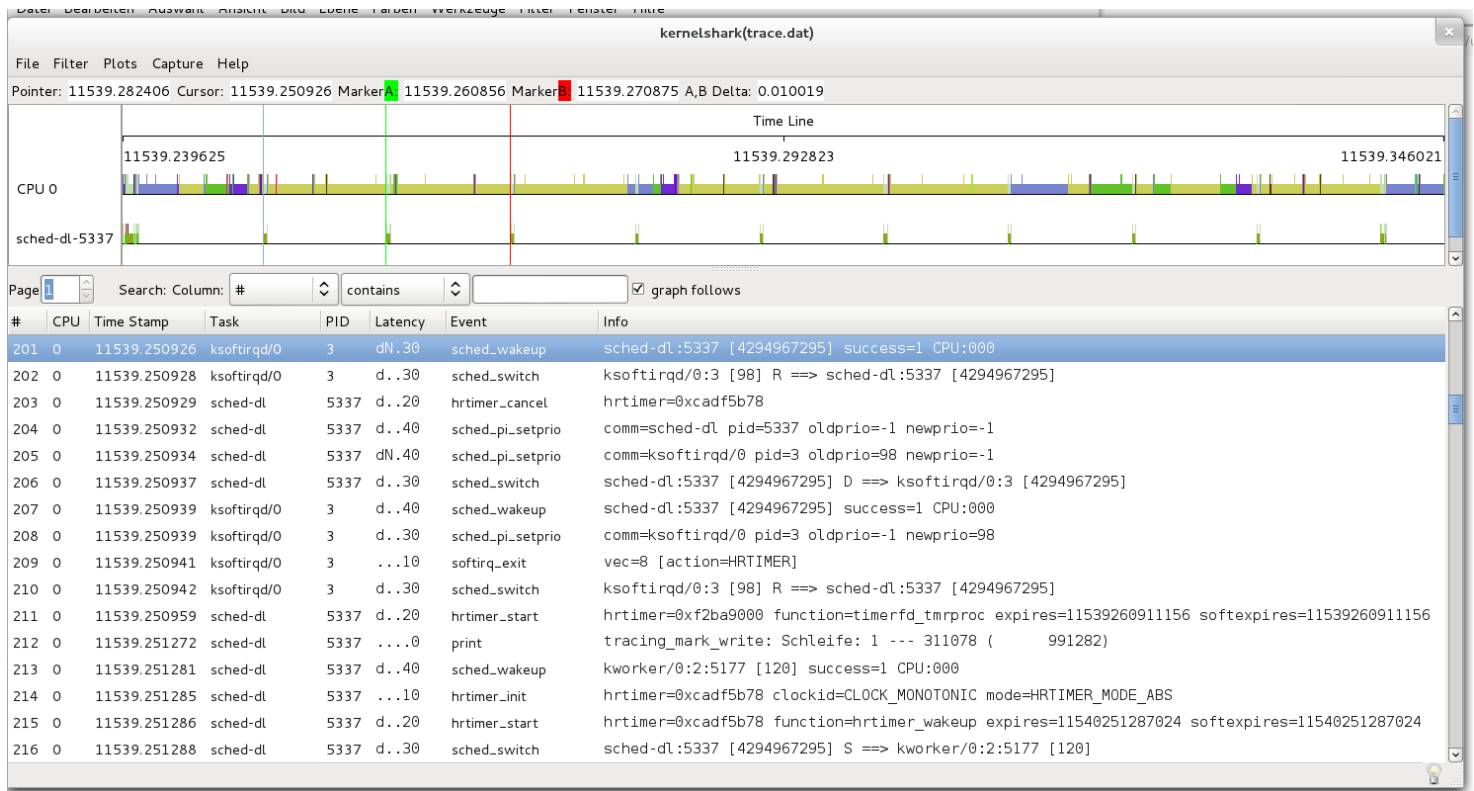 Datei Bearbeiten Auswahl Ansicht Bild Ebene Farben Werkzeuge Filter Fenster Hilfe
kernelshark(trace.dat)
File Filter Plots Capture Help
Pointer: 11539.282406 Cursor: 11539.250926 MarkerA: 11539.260856 MarkerB: 11539.270875 A,B Delta: 0.010019
Time Line
11539.239625 11539.292823 11539.346021
CPU 0
sched-dl-5337
Page 1 Search: Column: # contains graph follows
# CPU Time Stamp Task PID Latency Event Info
201 0 11539.250926 ksoftirqd/0 3 dN.30 sched_wakeup sched-dl:5337 [4294967295] success=1 CPU:000
202 0 11539.250928 ksoftirqd/0 3 d..30 sched_switch ksoftirqd/0:3 [98] R ==> sched-dl:5337 [4294967295]
203 0 11539.250929 sched-dl 5337 d..20 hrtimer_cancel hrtimer=0xcadf5b78
204 0 11539.250932 sched-dl 5337 d..40 sched_pi_setprio comm=sched-dl pid=5337 oldprio=-1 newprio=-1
205 0 11539.250934 sched-dl 5337 dN.40 sched_pi_setprio comm=ksoftirqd/0 pid=3 oldprio=98 newprio=-1
206 0 11539.250937 sched-dl 5337 d..30 sched_switch sched-dl:5337 [4294967295] D ==> ksoftirqd/0:3 [4294967295]
207 0 11539.250939 ksoftirqd/0 3 d..40 sched_wakeup sched-dl:5337 [4294967295] success=1 CPU:000
208 0 11539.250939 ksoftirqd/0 3 d..30 sched_pi_setprio comm=ksoftirqd/0 pid=3 oldprio=-1 newprio=98
209 0 11539.250941 ksoftirqd/0 3 ...10 softirq_exit vec=8 [action=HRTIMER]
210 0 11539.250942 ksoftirqd/0 3 d..30 sched_switch ksoftirqd/0:3 [98] R ==> sched-dl:5337 [4294967295]
211 0 11539.250959 sched-dl 5337 d..20 hrtimer_start hrtimer=0xf2ba9000 function=timerfd_tmrproc expires=11539260911156 softexpires=11539260911156
212 0 11539.251272 sched-dl 5337 ....0 print tracing_mark_write: Schleife: 1 --- 311078 ( 991282)
213 0 11539.251281 sched-dl 5337 d..40 sched_wakeup kworker/0:2:5177 [120] success=1 CPU:000
214 0 11539.251285 sched-dl 5337 ...10 hrtimer_init hrtimer=0xcadf5b78 clockid=CLOCK_MONOTONIC mode=HRTIMER_MODE_ABS
215 0 11539.251286 sched-dl 5337 d..20 hrtimer_start hrtimer=0xcadf5b78 function=hrtimer_wakeup expires=11540251287024 softexpires=11540251287024
216 0 11539.251288 sched-dl 5337 d..30 sched_switch sched-dl:5337 [4294967295] S ==> kworker/0:2:5177 [120]